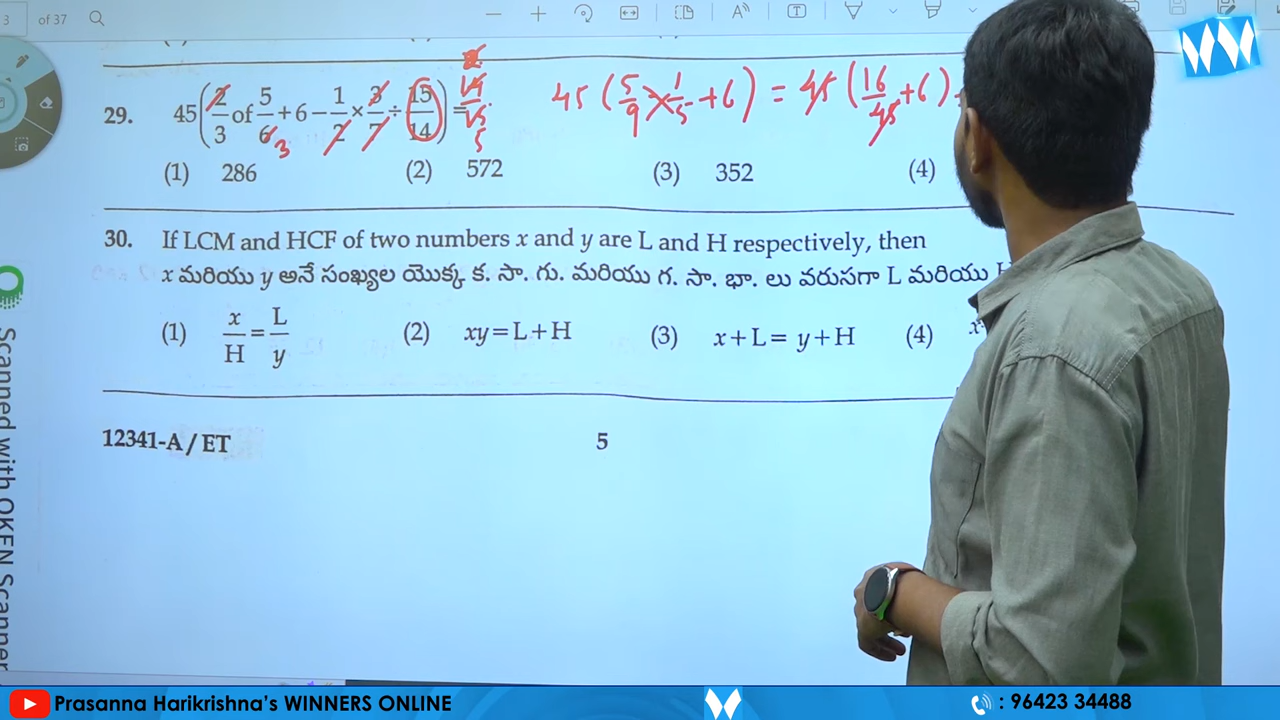 3 of 37
29. 45(2/3 of 5/6 + 6 − 1/2 × 3/7 ÷ 15/14) =
45 (5/9 × 1/5 + 6) = 45 (16/45 + 6)
(1) 286 (2) 572 (3) 352 (4)
30. If LCM and HCF of two numbers x and y are L and H respectively, then
x మరియు y అనే సంఖ్యల యొక్క క. సా. గు. మరియు గ. సా. భా. లు వరుసగా L మరియు
(1) x/H = L/y (2) xy = L + H (3) x + L = y + H (4)
12341-A / ET 5
Scanned with OKEN Scanner
Prasanna Harikrishna's WINNERS ONLINE
: 96423 34488